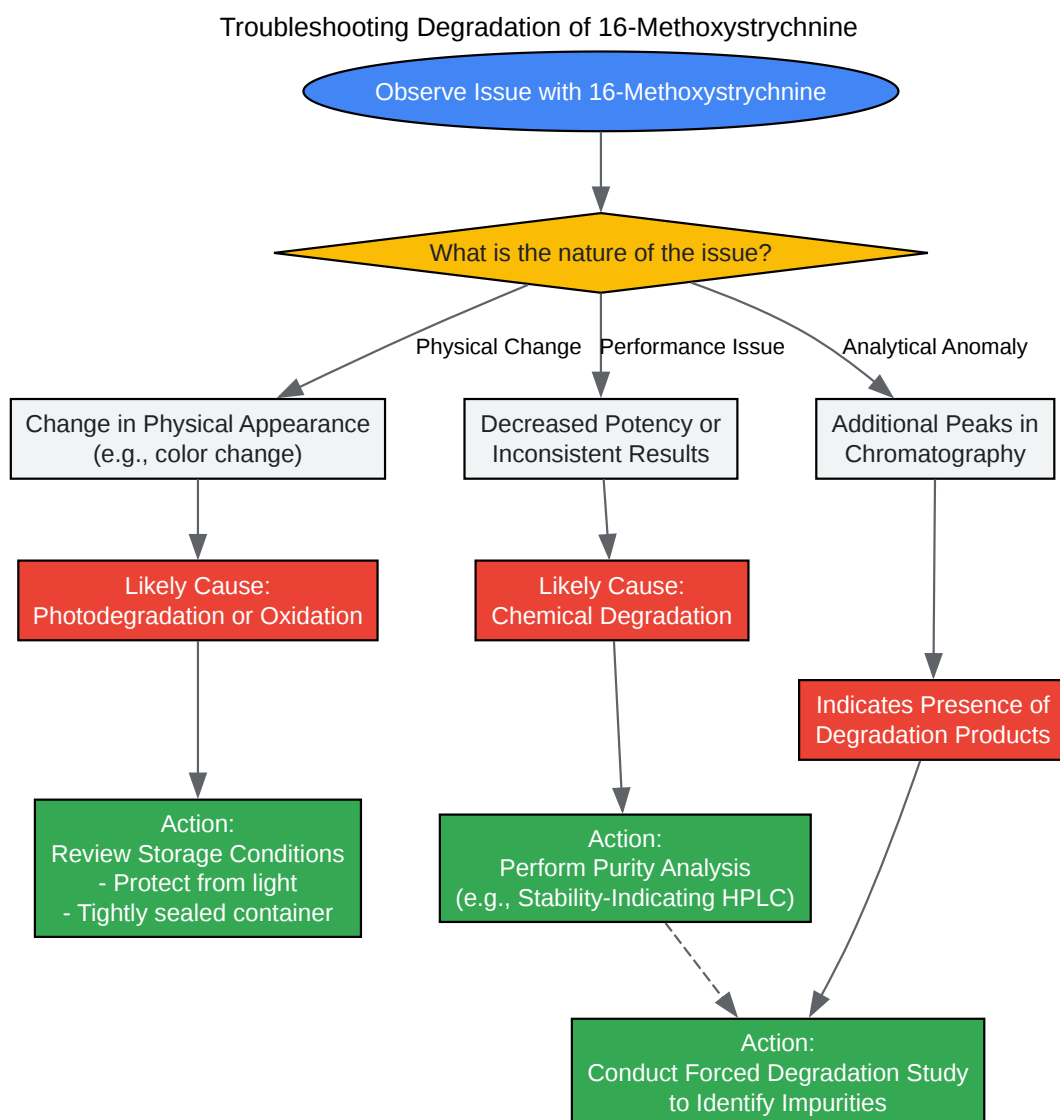 Troubleshooting Degradation of 16-Methoxystrychnine
Observe Issue with 16-Methoxystrychnine
What is the nature of the issue?
Physical Change
Performance Issue
Analytical Anomaly
Change in Physical Appearance
(e.g., color change)
Decreased Potency or
Inconsistent Results
Additional Peaks in
Chromatography
Likely Cause:
Photodegradation or Oxidation
Likely Cause:
Chemical Degradation
Indicates Presence of
Degradation Products
Action:
Review Storage Conditions
- Protect from light
- Tightly sealed container
Action:
Perform Purity Analysis
(e.g., Stability-Indicating HPLC)
Action:
Conduct Forced Degradation Study
to Identify Impurities